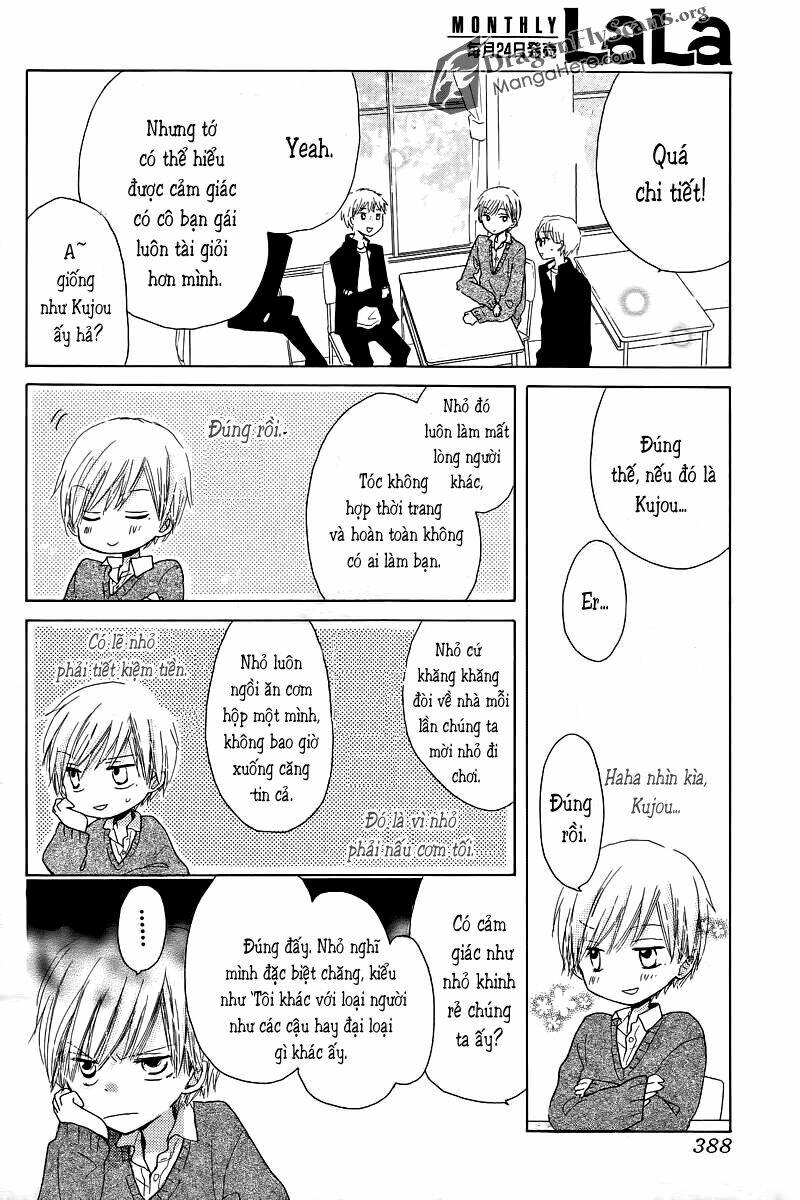 MONTHLY
毎月24日発売
LaLa
DragonFlyScans.org
MangaHere.com
Quá
chi tiết!
Yeah.
Nhưng tớ
có thể hiểu
được cảm giác
có cô bạn gái
luôn tài giỏi
hơn mình.
A~
giống
như Kujou
ấy hả?
Đúng
thế, nếu đó là
Kujou...
Er...
Đúng
rồi.
Haha nhìn kìa,
Kujou...
Nhỏ đó
luôn làm mất
lòng người
khác,
Tóc không
hợp thời trang
và hoàn toàn không
có ai làm bạn.
Đúng rồi.
Nhỏ cứ
khăng khăng
đòi về nhà mỗi
lần chúng ta
mời nhỏ đi
chơi.
Đó là vì nhỏ
phải nấu cơm tối.
Nhỏ luôn
ngồi ăn cơm
hộp một mình,
không bao giờ
xuống căng
tin cả.
Có lẽ nhỏ
phải tiết kiệm tiền.
Có cảm
giác như
nhỏ khinh
rẻ chúng
ta ấy?
Đúng đấy. Nhỏ nghĩ
mình đặc biệt chăng, kiểu
như 'Tôi khác với loại người
như các cậu hay đại loại
gì khác ấy.
......
388